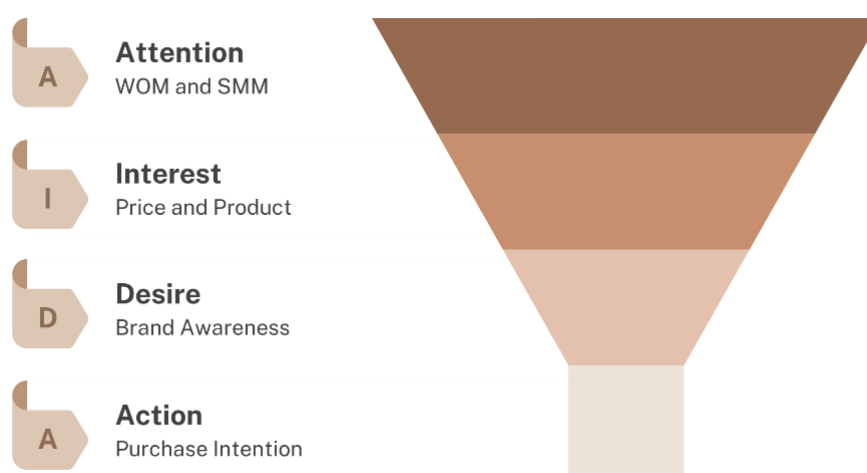 A
Attention
WOM and SMM
I
Interest
Price and Product
D
Desire
Brand Awareness
A
Action
Purchase Intention